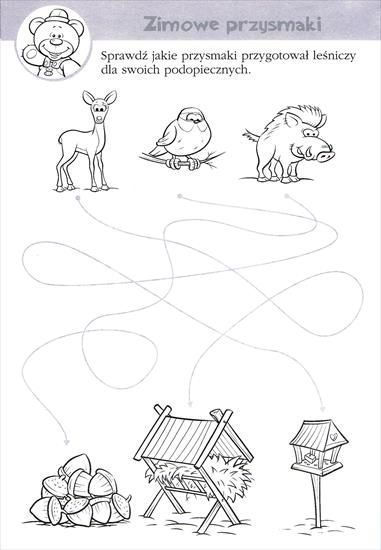 Zimowe przysmaki
Sprawdź jakie przysmaki przygotował leśniczy
dla swoich podopiecznych.